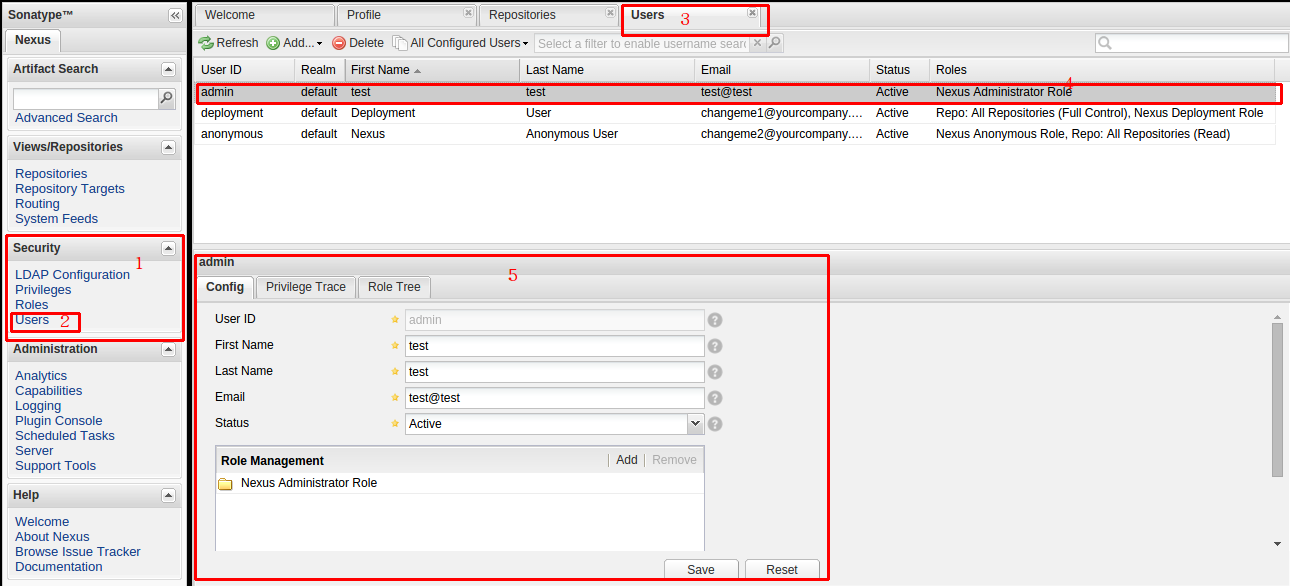 Sonatype™
Nexus
Artifact Search
Advanced Search
Views/Repositories
Repositories
Repository Targets
Routing
System Feeds
Security
1
LDAP Configuration
Privileges
Roles
Users 2
Administration
Analytics
Capabilities
Logging
Plugin Console
Scheduled Tasks
Server
Support Tools
Help
Welcome
About Nexus
Browse Issue Tracker
Documentation
Welcome Profile Repositories Users 3
Refresh Add... Delete All Configured Users Select a filter to enable username sear
User ID Realm First Name Last Name Email Status Roles
4
admin default test test test@test Active Nexus Administrator Role
deployment default Deployment User changeme1@yourcompany.... Active Repo: All Repositories (Full Control), Nexus Deployment Role
anonymous default Nexus Anonymous User changeme2@yourcompany.... Active Nexus Anonymous Role, Repo: All Repositories (Read)
admin
5
Config Privilege Trace Role Tree
User ID admin ?
First Name test ?
Last Name test ?
Email test@test ?
Status Active ?
Role Management Add Remove
Nexus Administrator Role
Save Reset